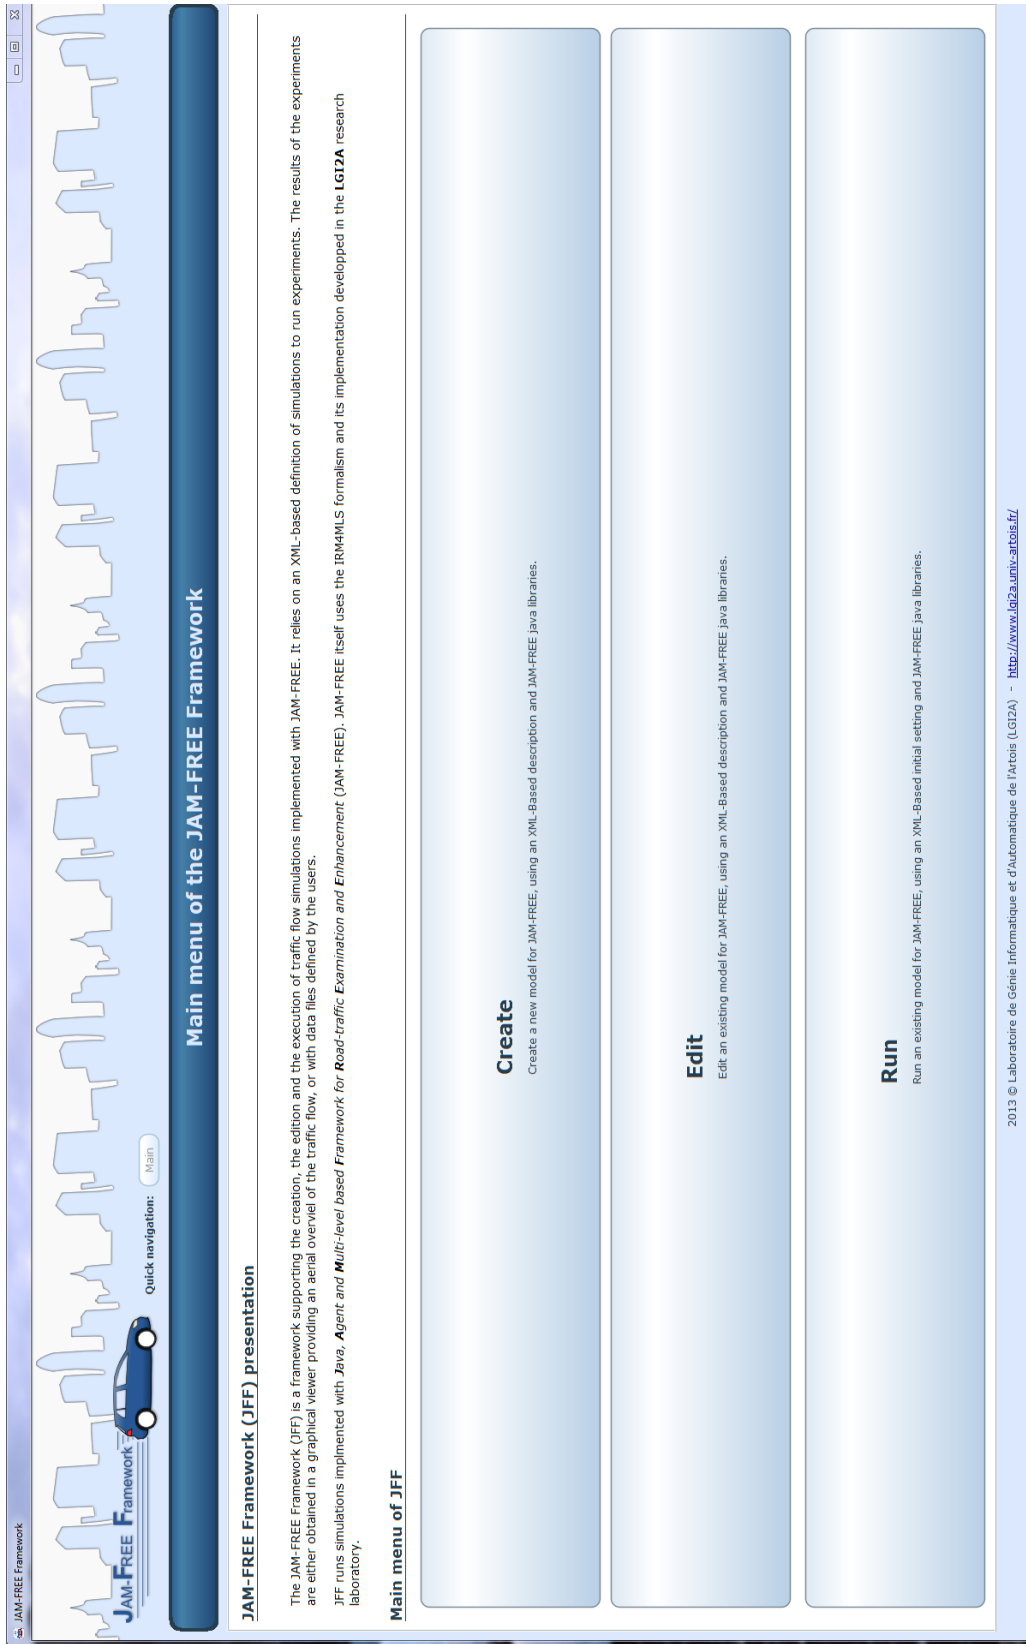 JAM-FREE Framework
JAM-FREE FRAMEWORK
Quick navigation: Main
Main menu of the JAM-FREE Framework
JAM-FREE Framework (JFF) presentation
The JAM-FREE Framework (JFF) is a framework supporting the creation, the edition and the execution of traffic flow simulations implemented with JAM-FREE. It relies on an XML-based definition of simulations to run experiments. The results of the experiments
are either obtained in a graphical viewer providing an aerial overviel of the traffic flow, or with data files defined by the users.
JFF runs simulations implmented with Java, Agent and Multi-level based Framework for Road-traffic Examination and Enhancement (JAM-FREE). JAM-FREE itself uses the IRM4MLS formalism and its implementation developped in the LGI2A research
laboratory.
Main menu of JFF
Create
Create a new model for JAM-FREE, using an XML-Based description and JAM-FREE java libraries.
Edit
Edit an existing model for JAM-FREE, using an XML-Based description and JAM-FREE java libraries.
Run
Run an existing model for JAM-FREE, using an XML-Based initial setting and JAM-FREE java libraries.
2013 © Laboratoire de Génie Informatique et d'Automatique de l'Artois (LGI2A) - http://www.lgi2a.univ-artois.fr/